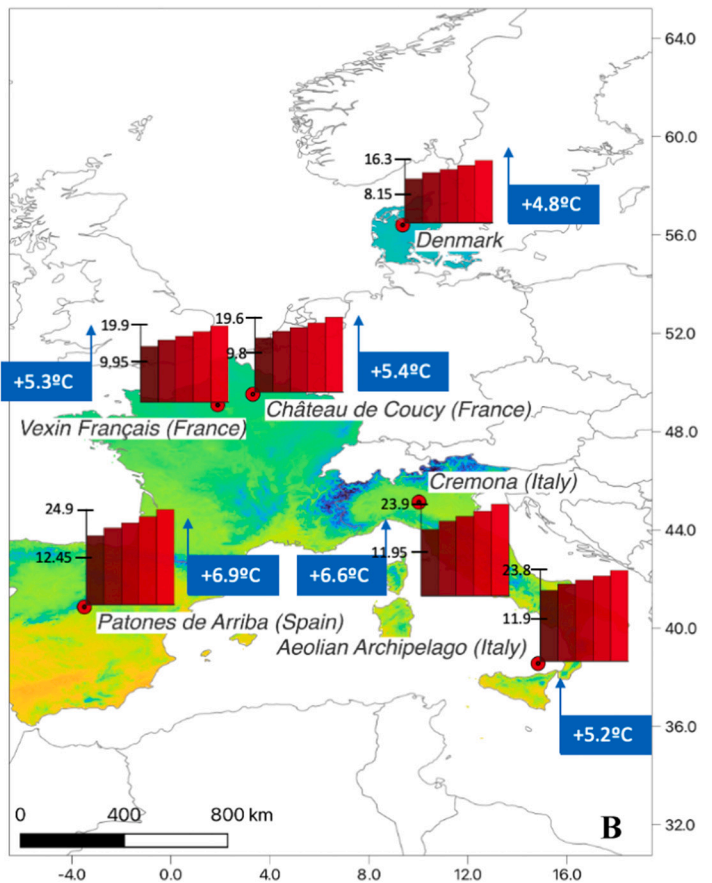 64.0
60.0
16.3
8.15
+4.8ºC
Denmark
56.0
52.0
19.9
19.6
9.95
9.8
+5.3ºC
+5.4ºC
Château de Coucy (France)
Vexin Français (France)
48.0
Cremona (Italy)
24.9
23.9
44.0
12.45
11.95
+6.9ºC
+6.6ºC
23.8
11.9
Patones de Arriba (Spain)
Aeolian Archipelago (Italy)
40.0
36.0
+5.2ºC
0 400 800 km
B
32.0
-4.0 0.0 4.0 8.0 12.0 16.0